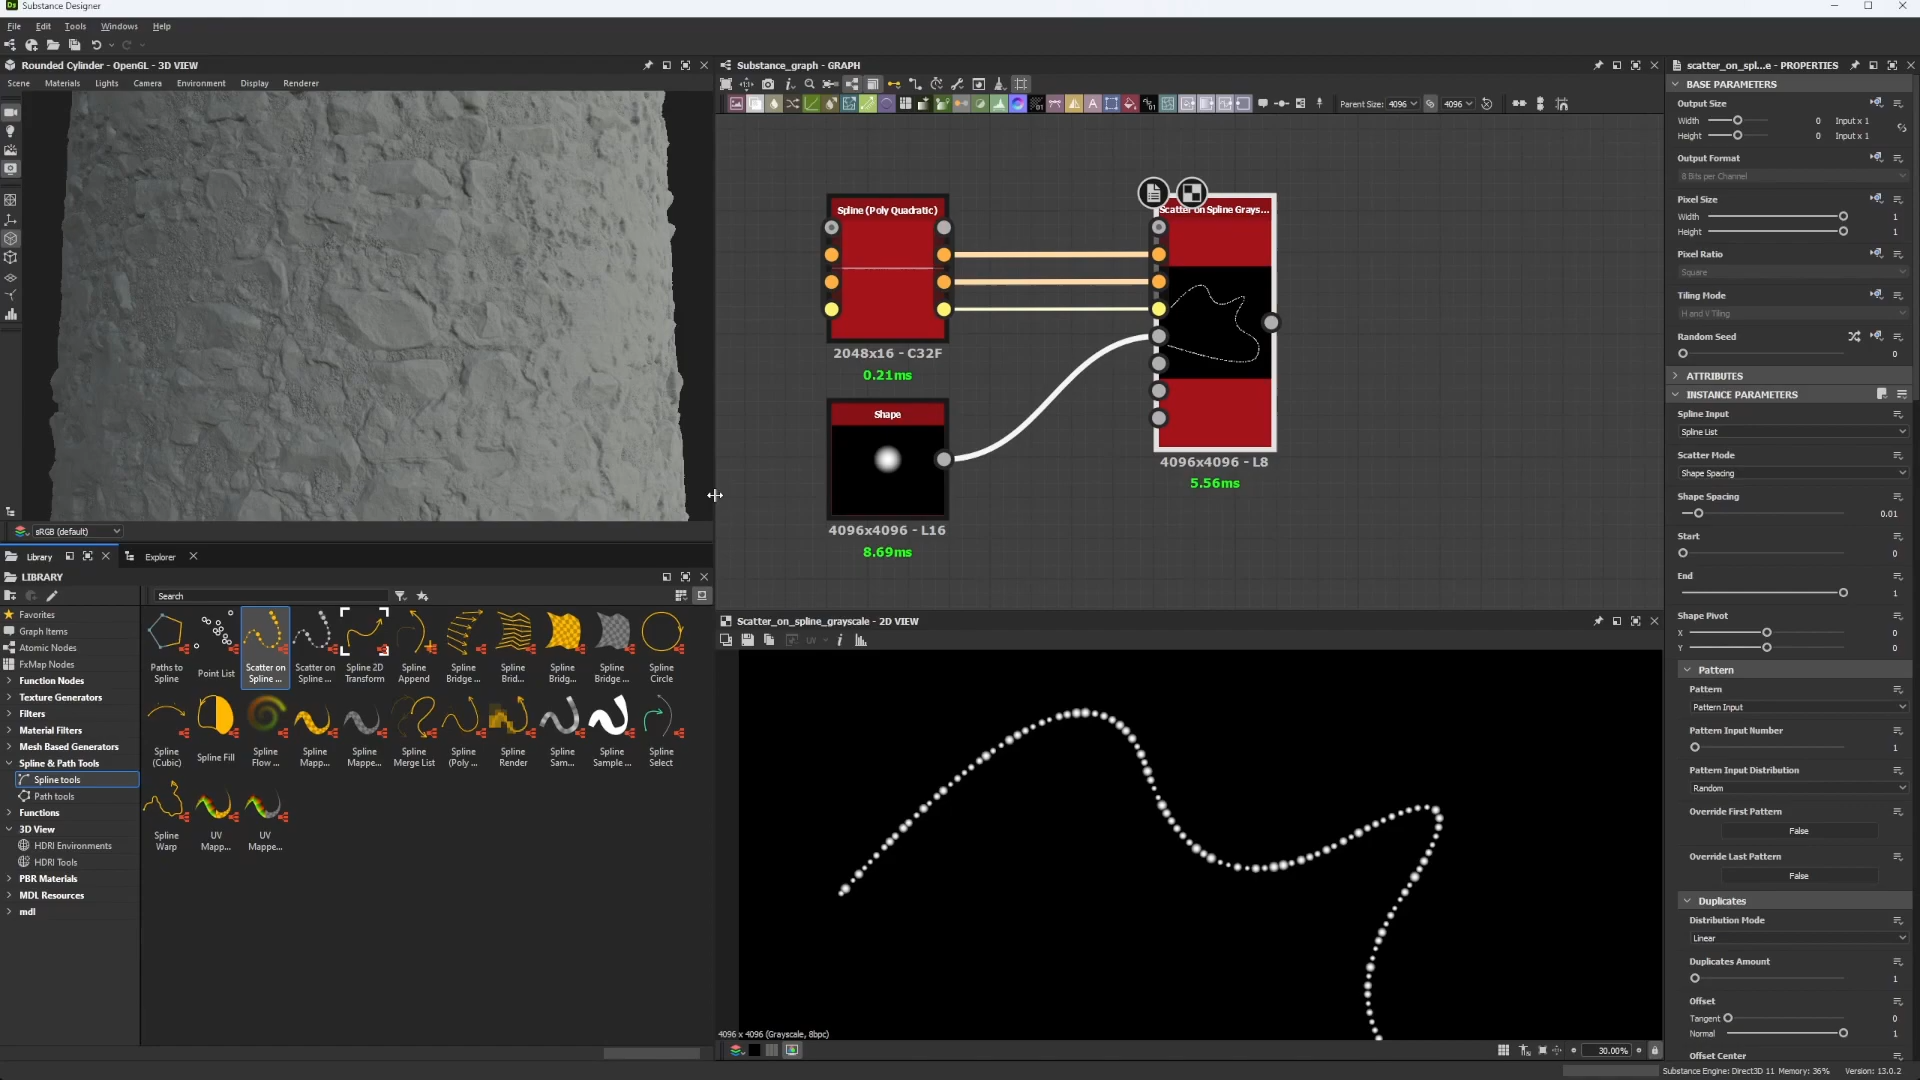 Substance Designer
File Edit Tools Windows Help
Rounded Cylinder - OpenGL - 3D VIEW
Scene Materials Lights Camera Environment Display Renderer
sRGB (default)
Library Explorer
LIBRARY
Search
Favorites
Graph Items
Atomic Nodes
FxMap Nodes
Function Nodes
Texture Generators
Filters
Material Filters
Mesh Based Generators
Spline & Path Tools
Spline tools
Path tools
Functions
3D View
HDRI Environments
HDRI Tools
PBR Materials
MDL Resources
mdl
Paths to Spline
Point List
Scatter on Spline ...
Scatter on Spline ...
Spline 2D Transform
Spline Append
Spline Bridge ...
Spline Brid...
Spline Bridg...
Spline Bridge ...
Spline Circle
Spline (Cubic)
Spline Fill
Spline Flow ...
Spline Mapp...
Spline Mappe...
Spline Merge List
Spline (Poly ...
Spline Render
Spline Sam...
Spline Sample ...
Spline Select
Spline Warp
UV Mapp...
UV Mappe...
Substance_graph - GRAPH
Parent Size: 4096 4096
Spline (Poly Quadratic)
2048x16 - C32F
0.21ms
Shape
4096x4096 - L16
8.69ms
Scatter on Spline Grays...
4096x4096 - L8
5.56ms
Scatter_on_spline_grayscale - 2D VIEW
UV
4096 x 4096 (Grayscale, 8bpc)
30.00%
scatter_on_spl...e - PROPERTIES
BASE PARAMETERS
Output Size
Width 0 Input x 1
Height 0 Input x 1
Output Format
8 Bits per Channel
Pixel Size
Width 1
Height 1
Pixel Ratio
Square
Tiling Mode
H and V Tiling
Random Seed
0
ATTRIBUTES
INSTANCE PARAMETERS
Spline Input
Spline List
Scatter Mode
Shape Spacing
Shape Spacing
0.01
Start
0
End
1
Shape Pivot
X 0
Y 0
Pattern
Pattern
Pattern Input
Pattern Input Number
1
Pattern Input Distribution
Random
Override First Pattern
False
Override Last Pattern
False
Duplicates
Distribution Mode
Linear
Duplicates Amount
1
Offset
Tangent 0
Normal 1
Offset Center
Substance Engine: Direct3D 11 Memory: 36% Version: 13.0.2